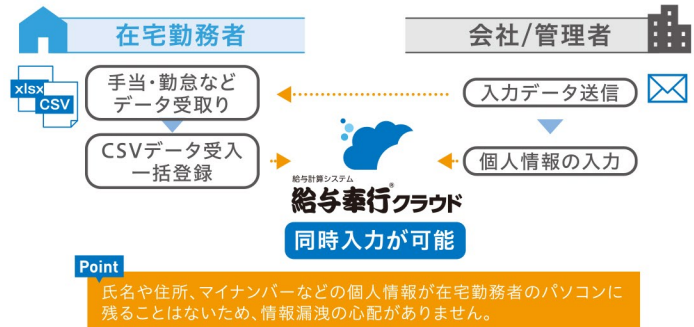 在宅勤務者
会社/管理者
xlsx
CSV
手当・勤怠など
データ受取り
入力データ送信
CSVデータ受入
一括登録
個人情報の入力
給与計算システム
給与奉行®クラウド
同時入力が可能
Point
氏名や住所、マイナンバーなどの個人情報が在宅勤務者のパソコンに
残ることはないため、情報漏洩の心配がありません。